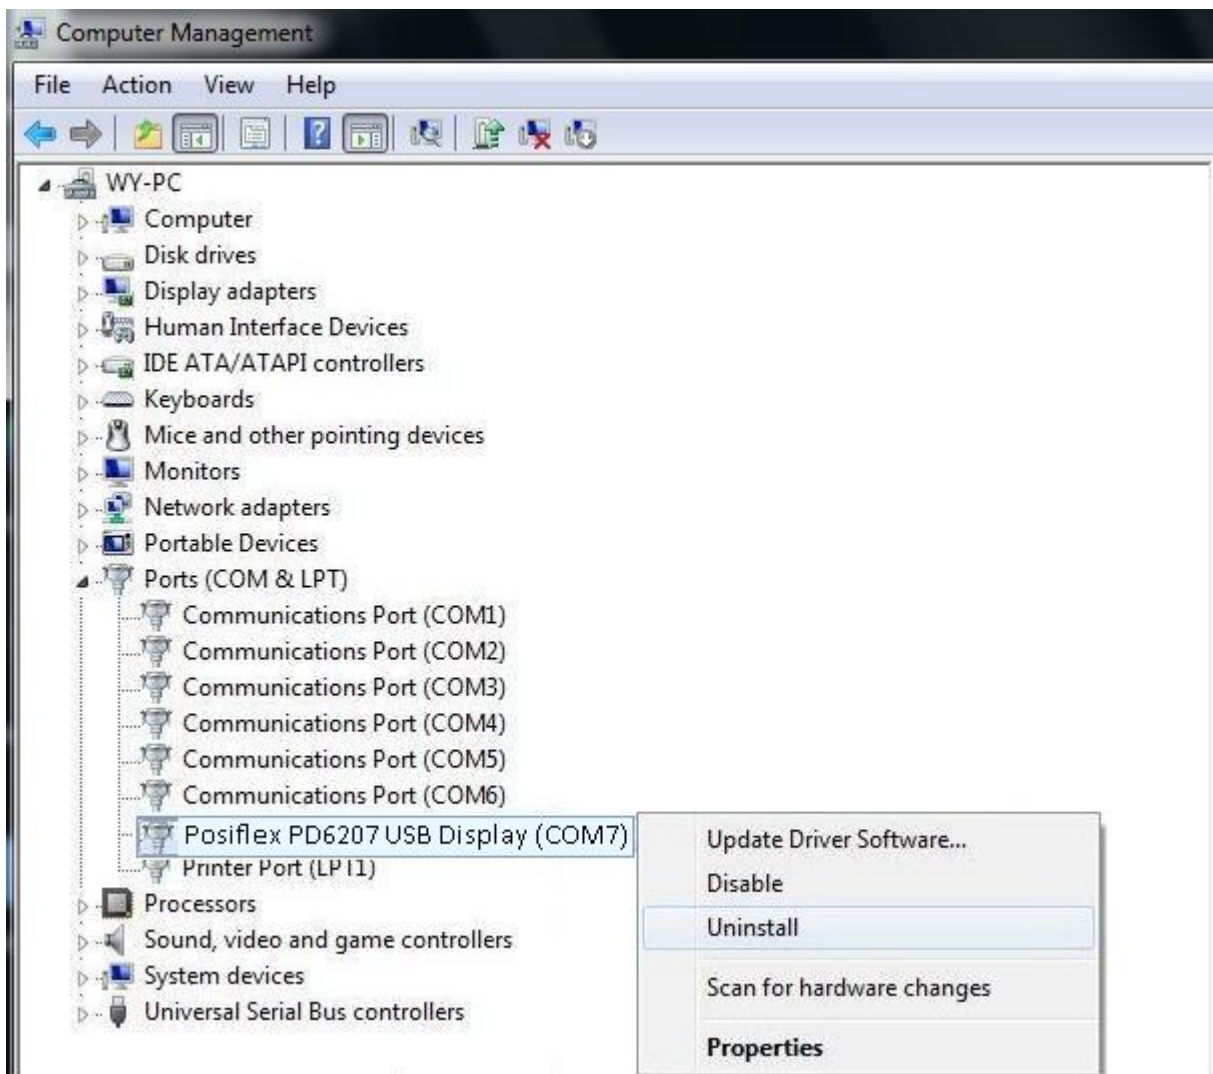 Computer Management
File Action View Help
WY-PC
Computer
Disk drives
Display adapters
Human Interface Devices
IDE ATA/ATAPI controllers
Keyboards
Mice and other pointing devices
Monitors
Network adapters
Portable Devices
Ports (COM & LPT)
Communications Port (COM1)
Communications Port (COM2)
Communications Port (COM3)
Communications Port (COM4)
Communications Port (COM5)
Communications Port (COM6)
Posiflex PD6207 USB Display (COM7)
Printer Port (LPT1)
Processors
Sound, video and game controllers
System devices
Universal Serial Bus controllers
Update Driver Software...
Disable
Uninstall
Scan for hardware changes
Properties